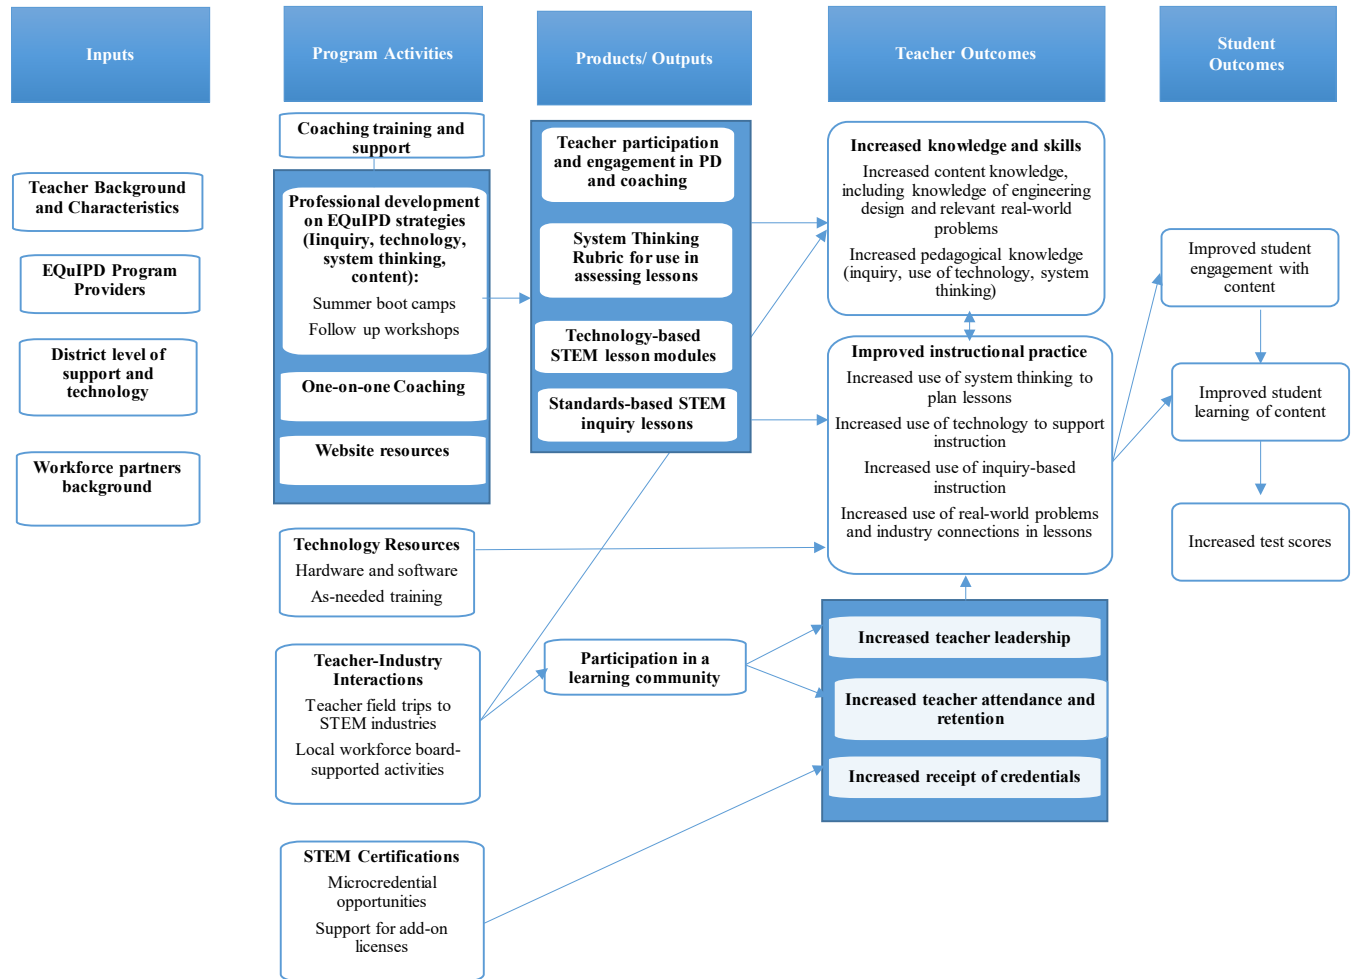 Inputs
Program Activities
Products/ Outputs
Teacher Outcomes
Student
Outcomes
Teacher Background
and Characteristics
EQuIPD Program
Providers
District level of
support and
technology
Workforce partners
background
Coaching training and
support
Professional development
on EQuIPD strategies
(Iinquiry, technology,
system thinking,
content):
Summer boot camps
Follow up workshops
One-on-one Coaching
Website resources
Technology Resources
Hardware and software
As-needed training
Teacher-Industry
Interactions
Teacher field trips to
STEM industries
Local workforce board-
supported activities
STEM Certifications
Microcredential
opportunities
Support for add-on
licenses
Teacher participation
and engagement in PD
and coaching
System Thinking
Rubric for use in
assessing lessons
Technology-based
STEM lesson modules
Standards-based STEM
inquiry lessons
Participation in a
learning community
Increased knowledge and skills
Increased content knowledge,
including knowledge of engineering
design and relevant real-world
problems
Increased pedagogical knowledge
(inquiry, use of technology, system
thinking)
Improved instructional practice
Increased use of system thinking to
plan lessons
Increased use of technology to support
instruction
Increased use of inquiry-based
instruction
Increased use of real-world problems
and industry connections in lessons
Increased teacher leadership
Increased teacher attendance and
retention
Increased receipt of credentials
Improved student
engagement with
content
Improved student
learning of content
Increased test scores